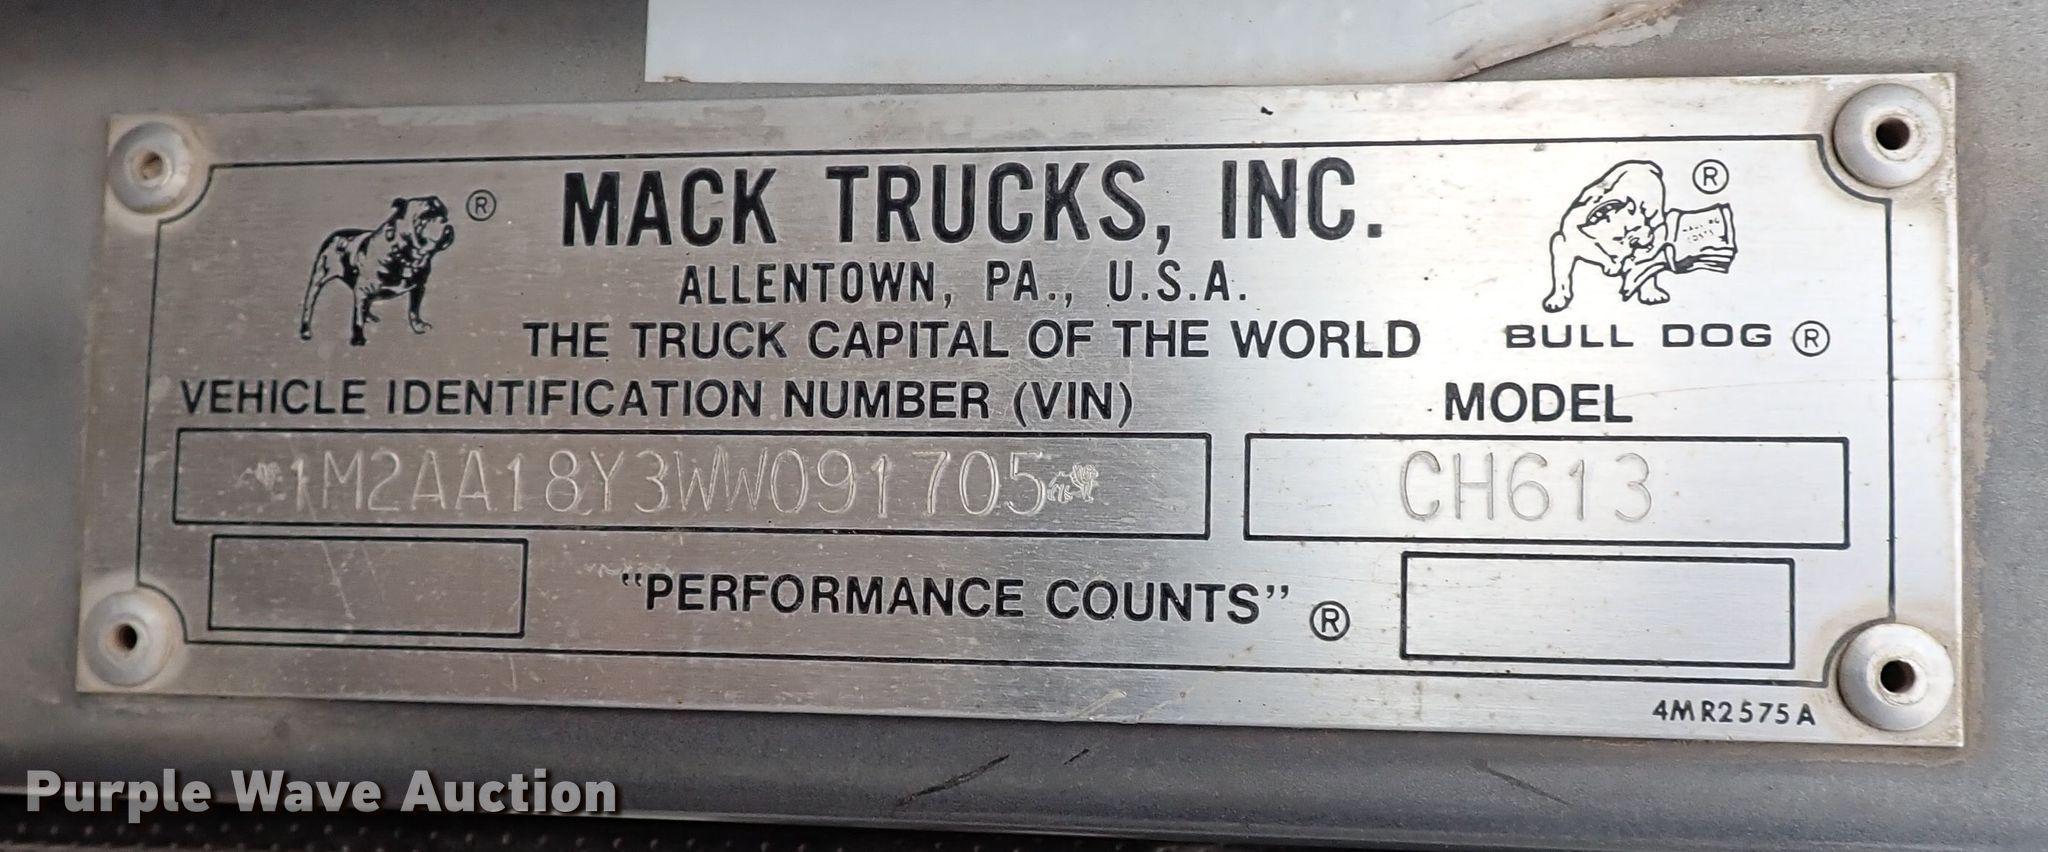 MACK TRUCKS, INC.
ALLENTOWN, PA., U.S.A.
THE TRUCK CAPITAL OF THE WORLD
BULL DOG ®
VEHICLE IDENTIFICATION NUMBER (VIN)
MODEL
1M2AA18Y3WW091705
CH613
"PERFORMANCE COUNTS" ®
4MR2575A
Purple Wave Auction